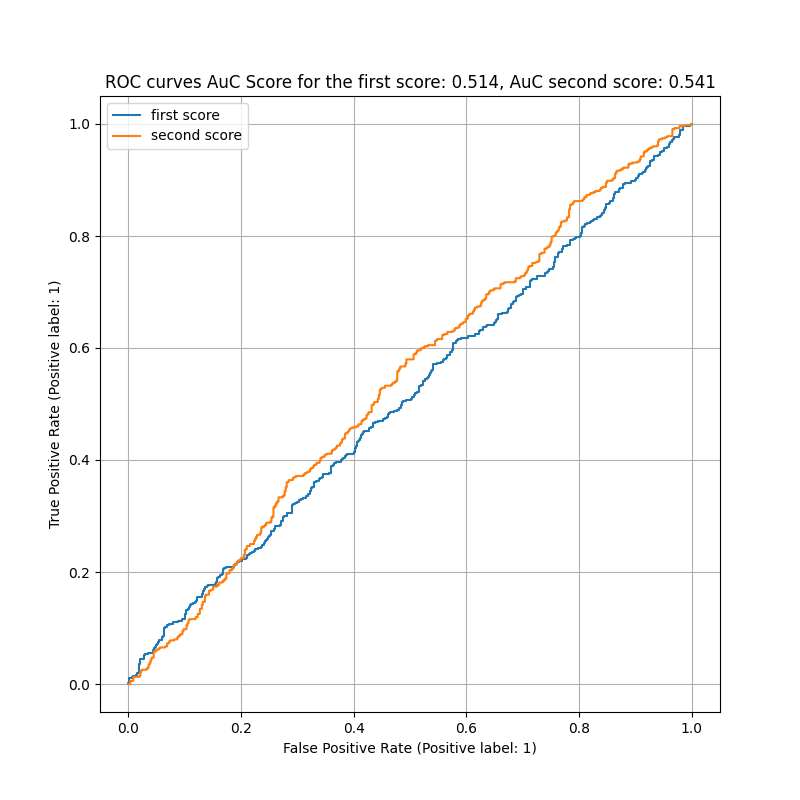 ROC curves AuC Score for the first score: 0.514, AuC second score: 0.541
first score
second score
1.0
0.8
0.6
0.4
0.2
0.0
True Positive Rate (Positive label: 1)
0.0 0.2 0.4 0.6 0.8 1.0
False Positive Rate (Positive label: 1)